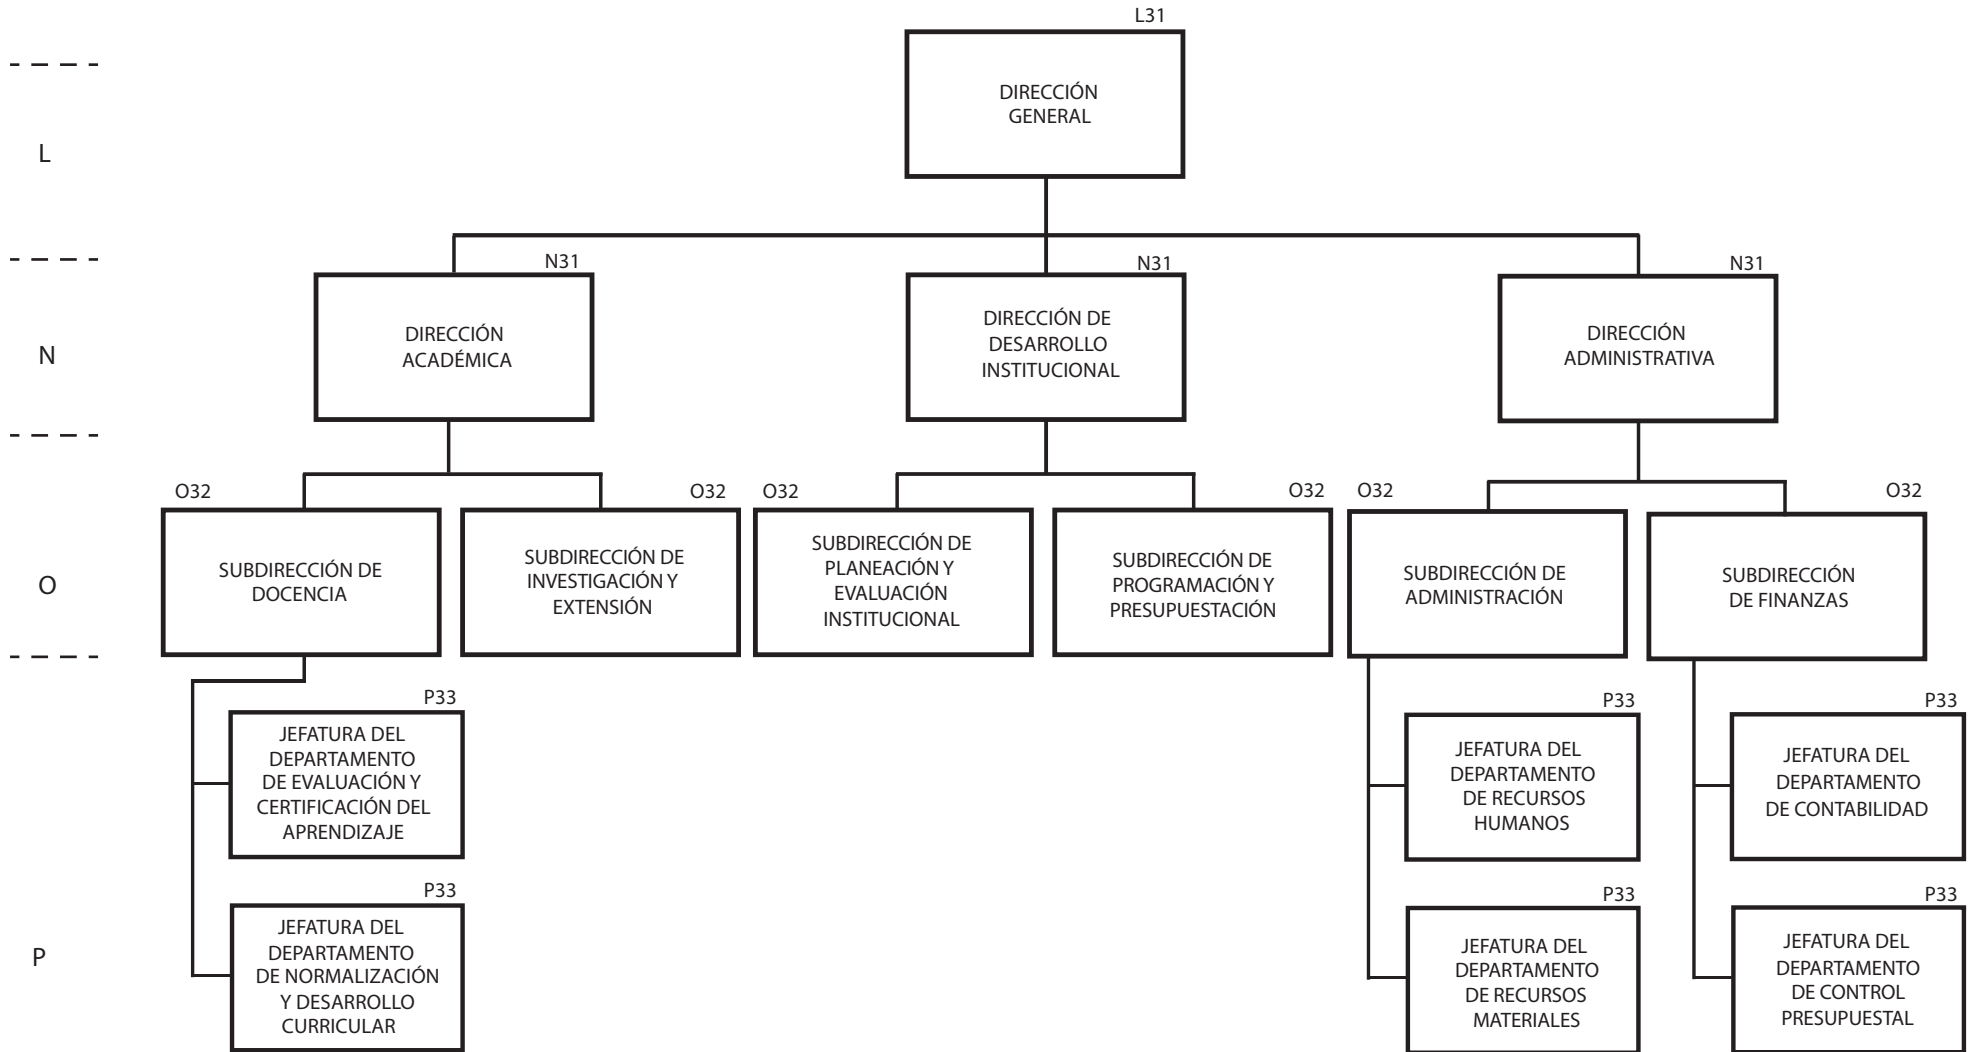 L31
DIRECCIÓN
GENERAL
L
N31
DIRECCIÓN
ACADÉMICA
N31
DIRECCIÓN DE
DESARROLLO
INSTITUCIONAL
N31
DIRECCIÓN
ADMINISTRATIVA
N
O32
SUBDIRECCIÓN DE
DOCENCIA
O32
SUBDIRECCIÓN DE
INVESTIGACIÓN Y
EXTENSIÓN
O32
SUBDIRECCIÓN DE
PLANEACIÓN Y
EVALUACIÓN
INSTITUCIONAL
O32
SUBDIRECCIÓN DE
PROGRAMACIÓN Y
PRESUPUESTACIÓN
O32
SUBDIRECCIÓN DE
ADMINISTRACIÓN
O32
SUBDIRECCIÓN
DE FINANZAS
O
P33
JEFATURA DEL
DEPARTAMENTO
DE EVALUACIÓN Y
CERTIFICACIÓN DEL
APRENDIZAJE
P33
JEFATURA DEL
DEPARTAMENTO
DE RECURSOS
HUMANOS
P33
JEFATURA DEL
DEPARTAMENTO
DE CONTABILIDAD
P33
JEFATURA DEL
DEPARTAMENTO
DE NORMALIZACIÓN
Y DESARROLLO
CURRICULAR
P33
JEFATURA DEL
DEPARTAMENTO
DE RECURSOS
MATERIALES
P33
JEFATURA DEL
DEPARTAMENTO
DE CONTROL
PRESUPUESTAL
P